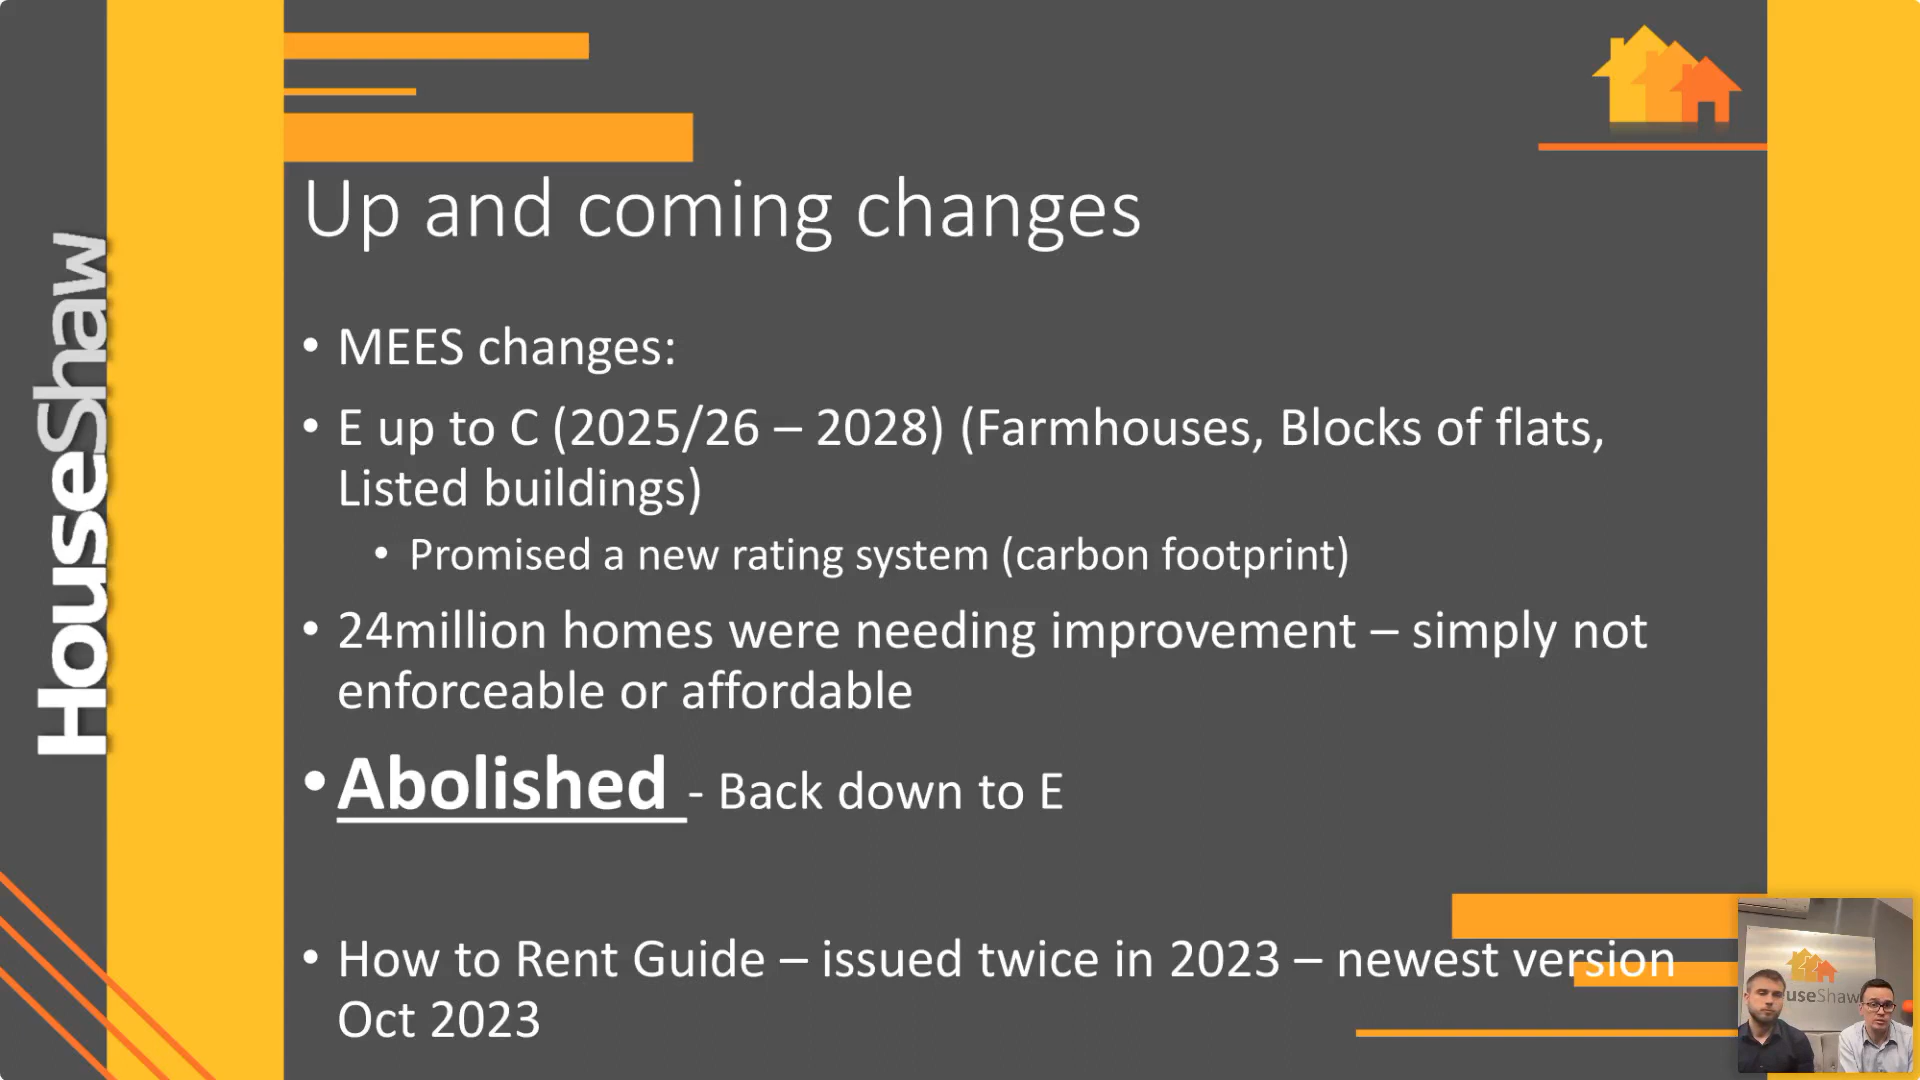 HouseShaw
Up and coming changes
• MEES changes:
• E up to C (2025/26 – 2028) (Farmhouses, Blocks of flats,
Listed buildings)
• Promised a new rating system (carbon footprint)
• 24million homes were needing improvement – simply not
enforceable or affordable
• Abolished - Back down to E
• How to Rent Guide – issued twice in 2023 – newest version
Oct 2023
useShaw